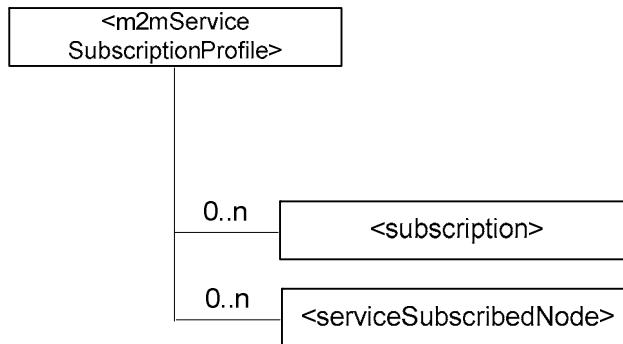 <m2mService
SubscriptionProfile>
0..n
<subscription>
0..n
<serviceSubscribedNode>